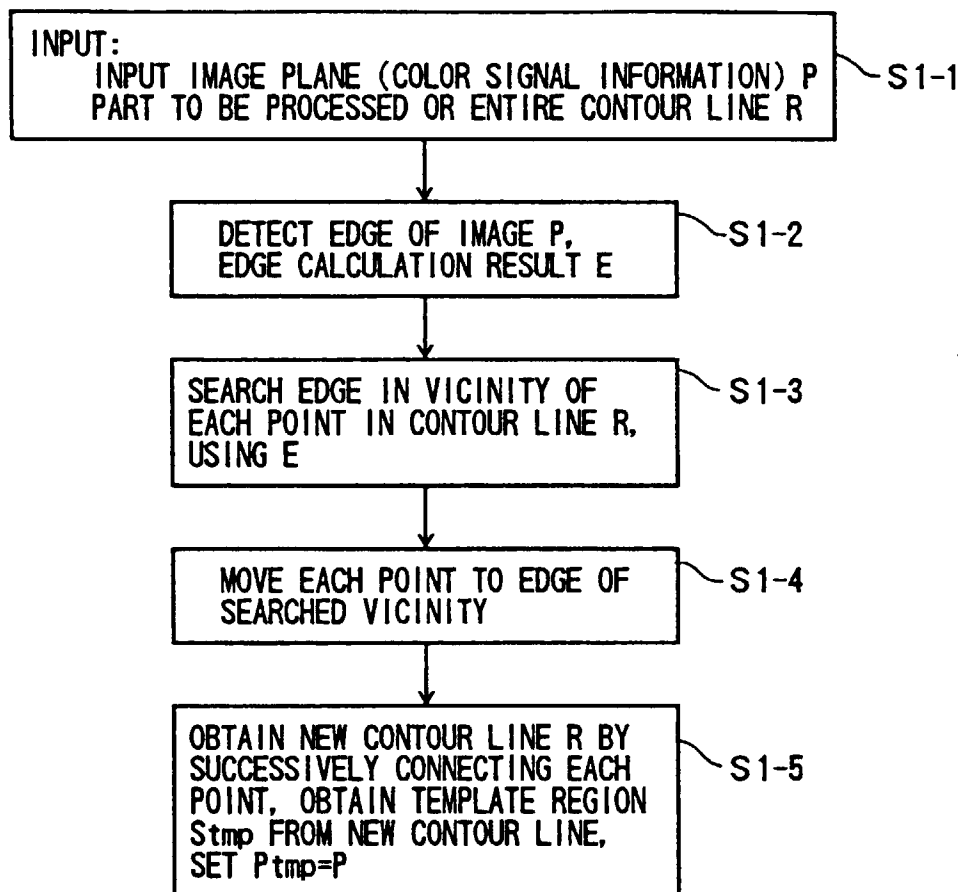 INPUT:
INPUT IMAGE PLANE (COLOR SIGNAL INFORMATION) P
PART TO BE PROCESSED OR ENTIRE CONTOUR LINE R
S1-1
DETECT EDGE OF IMAGE P,
EDGE CALCULATION RESULT E
S1-2
SEARCH EDGE IN VICINITY OF
EACH POINT IN CONTOUR LINE R,
USING E
S1-3
MOVE EACH POINT TO EDGE OF
SEARCHED VICINITY
S1-4
OBTAIN NEW CONTOUR LINE R BY
SUCCESSIVELY CONNECTING EACH
POINT, OBTAIN TEMPLATE REGION
Stmp FROM NEW CONTOUR LINE,
SET Ptmp=P
S1-5